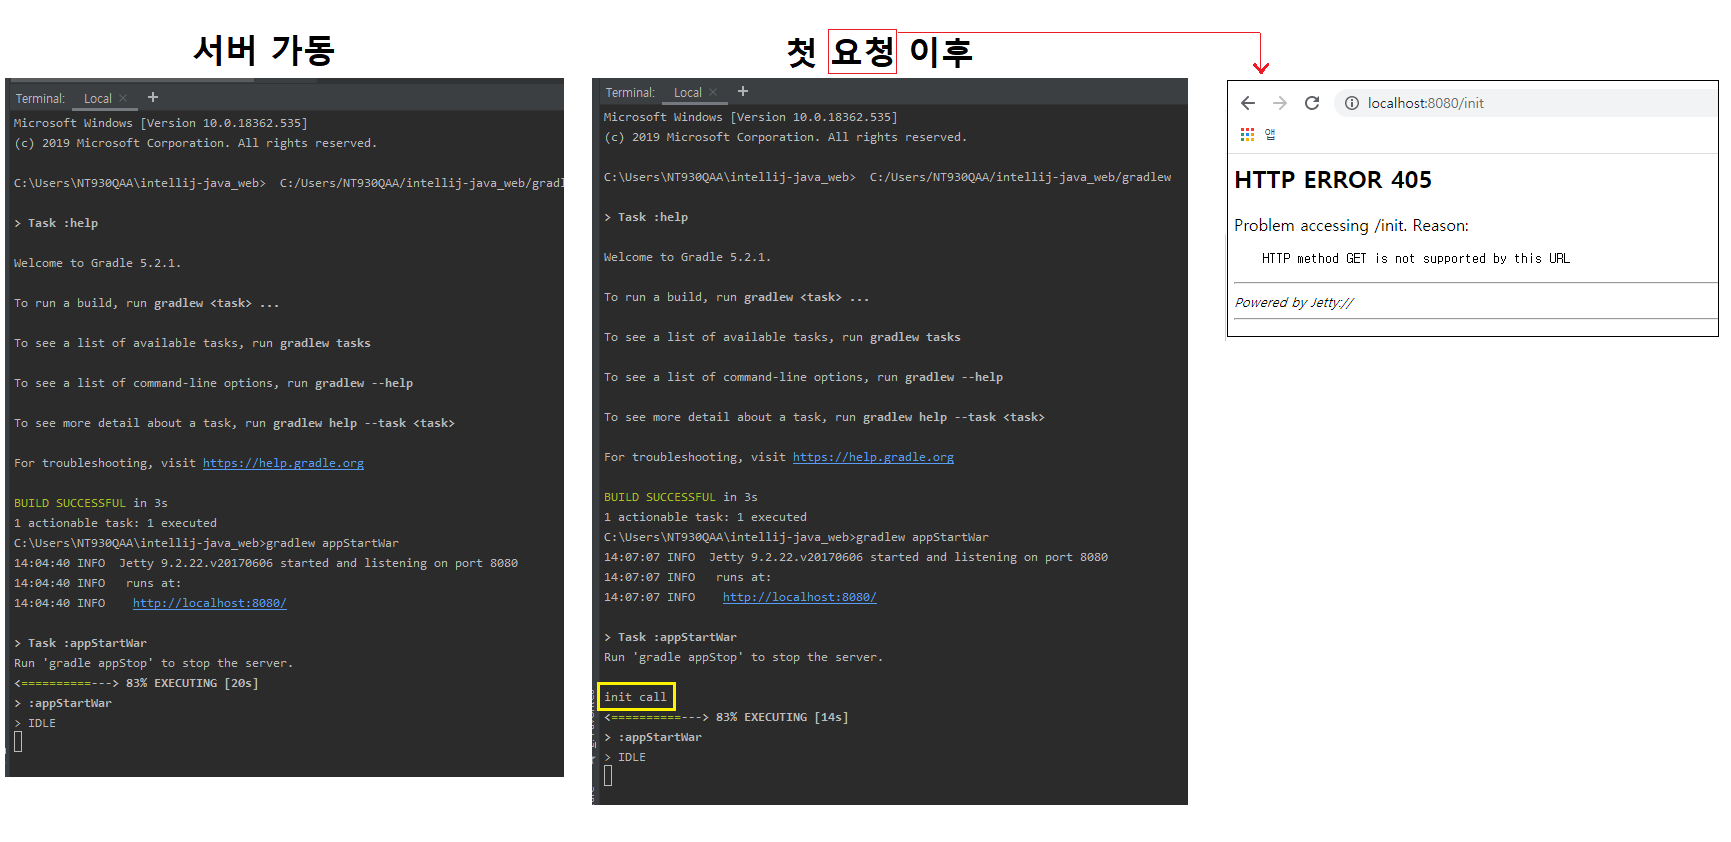 서버 가동
Terminal: Local × +
Microsoft Windows [Version 10.0.18362.535]
(c) 2019 Microsoft Corporation. All rights reserved.
C:\Users\NT930QAA\intellij-java_web>  C:/Users/NT930QAA/intellij-java_web/gradl
> Task :help
Welcome to Gradle 5.2.1.
To run a build, run gradlew <task> ...
To see a list of available tasks, run gradlew tasks
To see a list of command-line options, run gradlew --help
To see more detail about a task, run gradlew help --task <task>
For troubleshooting, visit https://help.gradle.org
BUILD SUCCESSFUL in 3s
1 actionable task: 1 executed
C:\Users\NT930QAA\intellij-java_web>gradlew appStartWar
14:04:40 INFO  Jetty 9.2.22.v20170606 started and listening on port 8080
14:04:40 INFO   runs at:
14:04:40 INFO    http://localhost:8080/
> Task :appStartWar
Run 'gradle appStop' to stop the server.
<==========---> 83% EXECUTING [20s]
> :appStartWar
> IDLE
첫 요청 이후
Terminal: Local × +
Microsoft Windows [Version 10.0.18362.535]
(c) 2019 Microsoft Corporation. All rights reserved.
C:\Users\NT930QAA\intellij-java_web>  C:/Users/NT930QAA/intellij-java_web/gradlew
> Task :help
Welcome to Gradle 5.2.1.
To run a build, run gradlew <task> ...
To see a list of available tasks, run gradlew tasks
To see a list of command-line options, run gradlew --help
To see more detail about a task, run gradlew help --task <task>
For troubleshooting, visit https://help.gradle.org
BUILD SUCCESSFUL in 3s
1 actionable task: 1 executed
C:\Users\NT930QAA\intellij-java_web>gradlew appStartWar
14:07:07 INFO  Jetty 9.2.22.v20170606 started and listening on port 8080
14:07:07 INFO   runs at:
14:07:07 INFO    http://localhost:8080/
> Task :appStartWar
Run 'gradle appStop' to stop the server.
init call
<==========---> 83% EXECUTING [14s]
> :appStartWar
> IDLE
localhost:8080/init
앱
HTTP ERROR 405
Problem accessing /init. Reason:
HTTP method GET is not supported by this URL
Powered by Jetty://